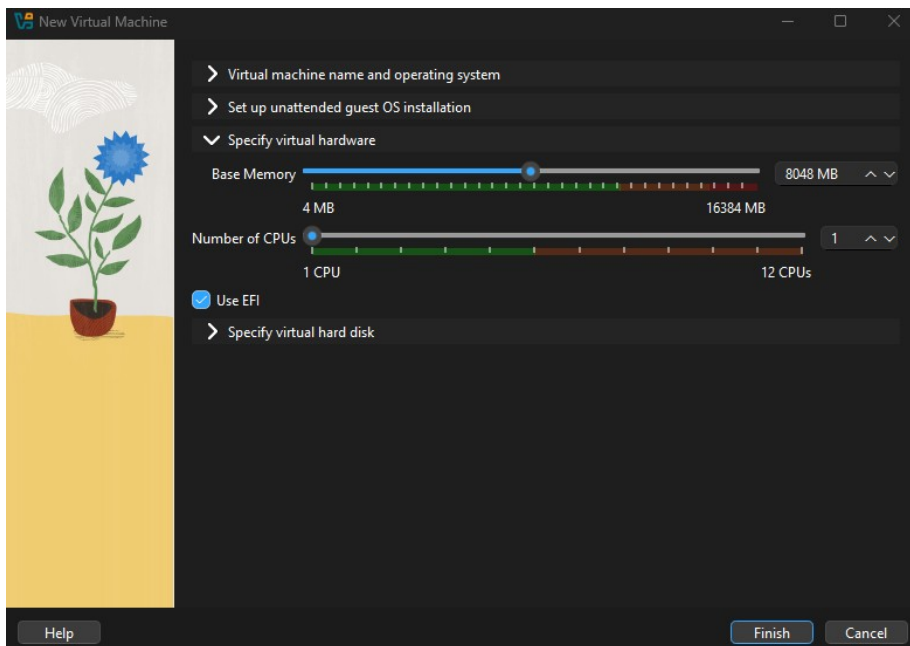 New Virtual Machine
Virtual machine name and operating system
Set up unattended guest OS installation
Specify virtual hardware
Base Memory 8048 MB
4 MB 16384 MB
Number of CPUs 1
1 CPU 12 CPUs
Use EFI
Specify virtual hard disk
Help Finish Cancel